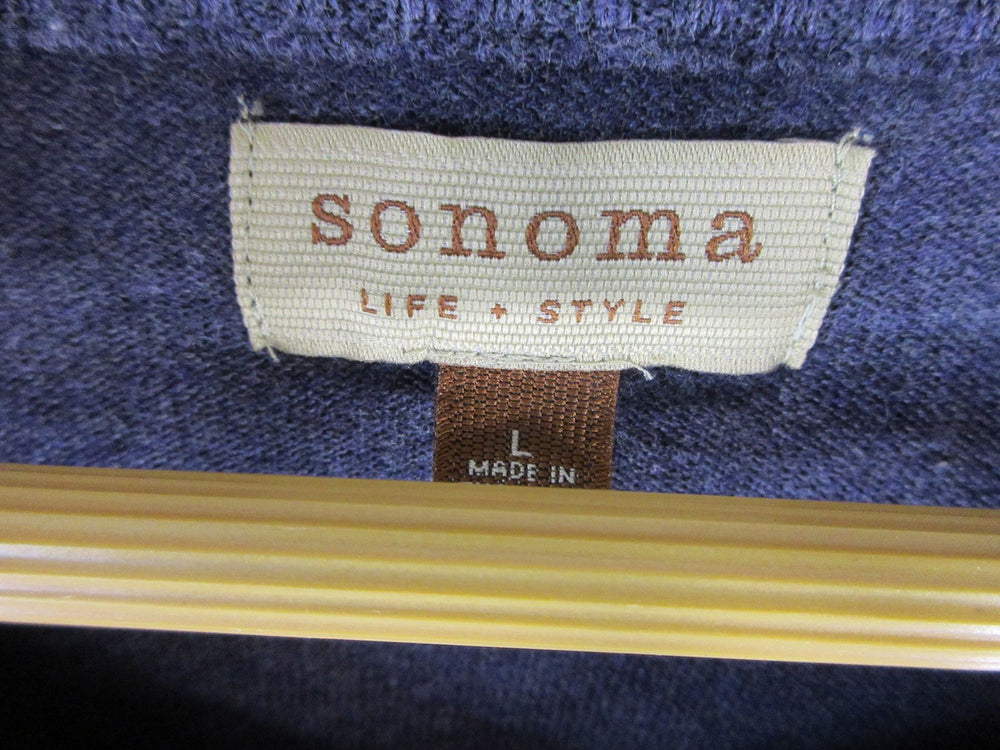 sonoma
LIFE + STYLE
L
MADE IN